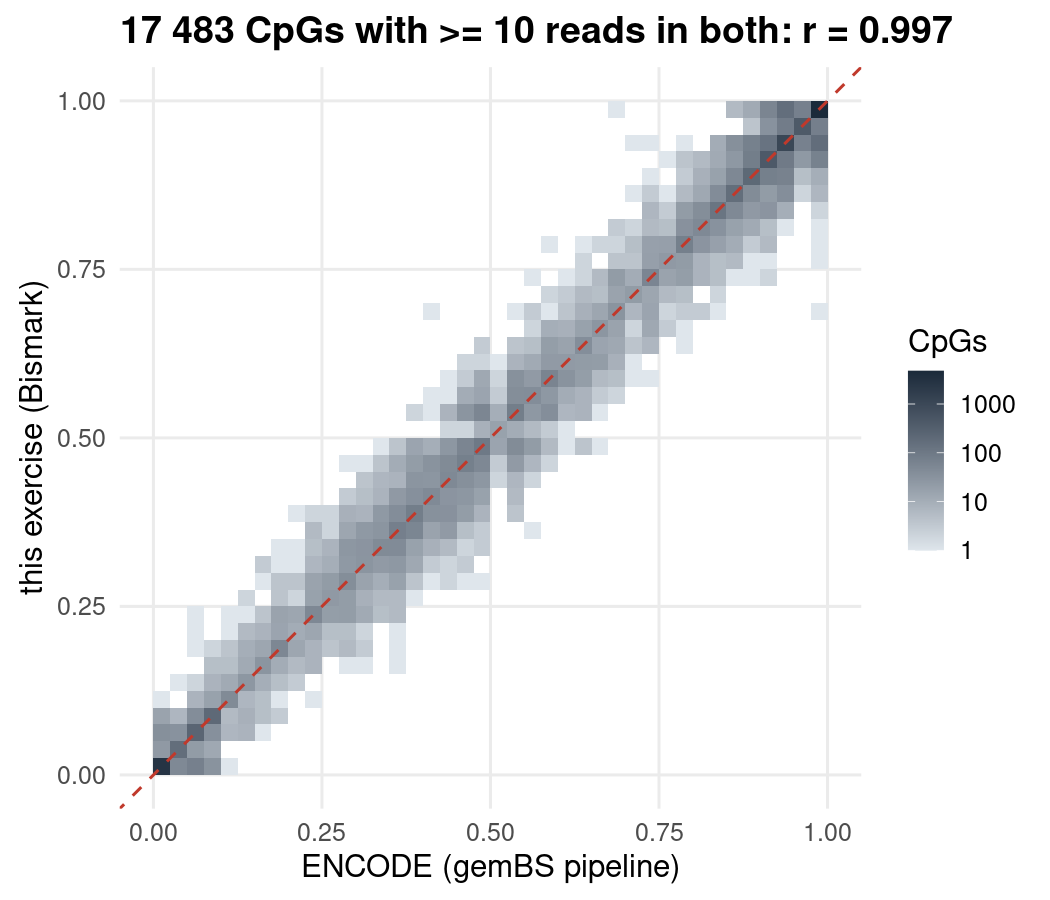 17 483 CpGs with >= 10 reads in both: r = 0.997
this exercise (Bismark)
1.00
0.75
0.50
0.25
0.00
0.00 0.25 0.50 0.75 1.00
ENCODE (gemBS pipeline)
CpGs
1000
100
10
1